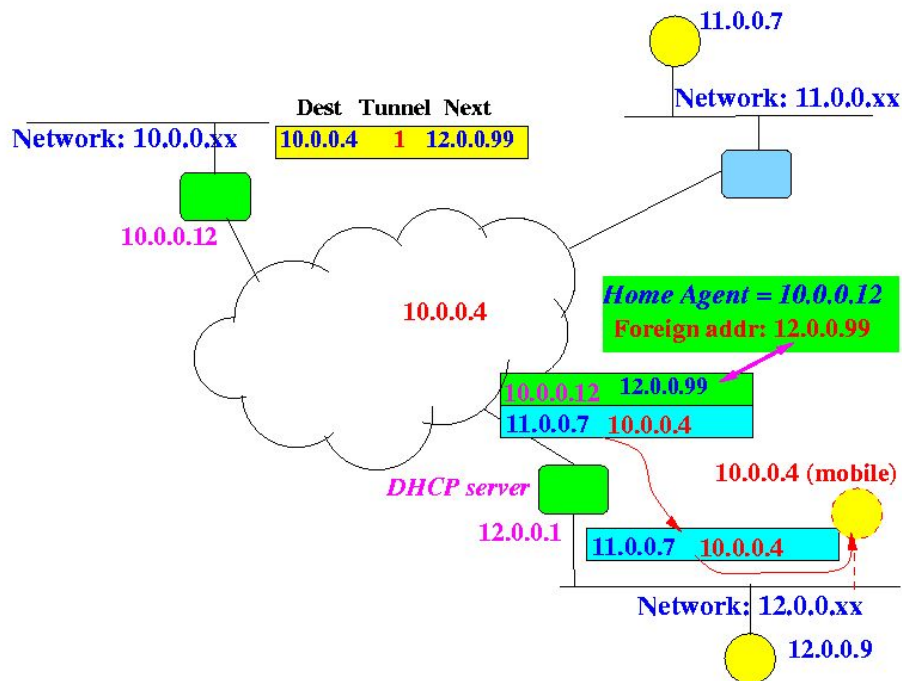 11.0.0.7
Dest Tunnel Next
Network: 11.0.0.xx
Network: 10.0.0.xx
10.0.0.4 1 12.0.0.99
10.0.0.12
Home Agent = 10.0.0.12
10.0.0.4
Foreign addr: 12.0.0.99
10.0.0.12 12.0.0.99
11.0.0.7 10.0.0.4
10.0.0.4 (mobile)
DHCP server
12.0.0.1
11.0.0.7 10.0.0.4
Network: 12.0.0.xx
12.0.0.9